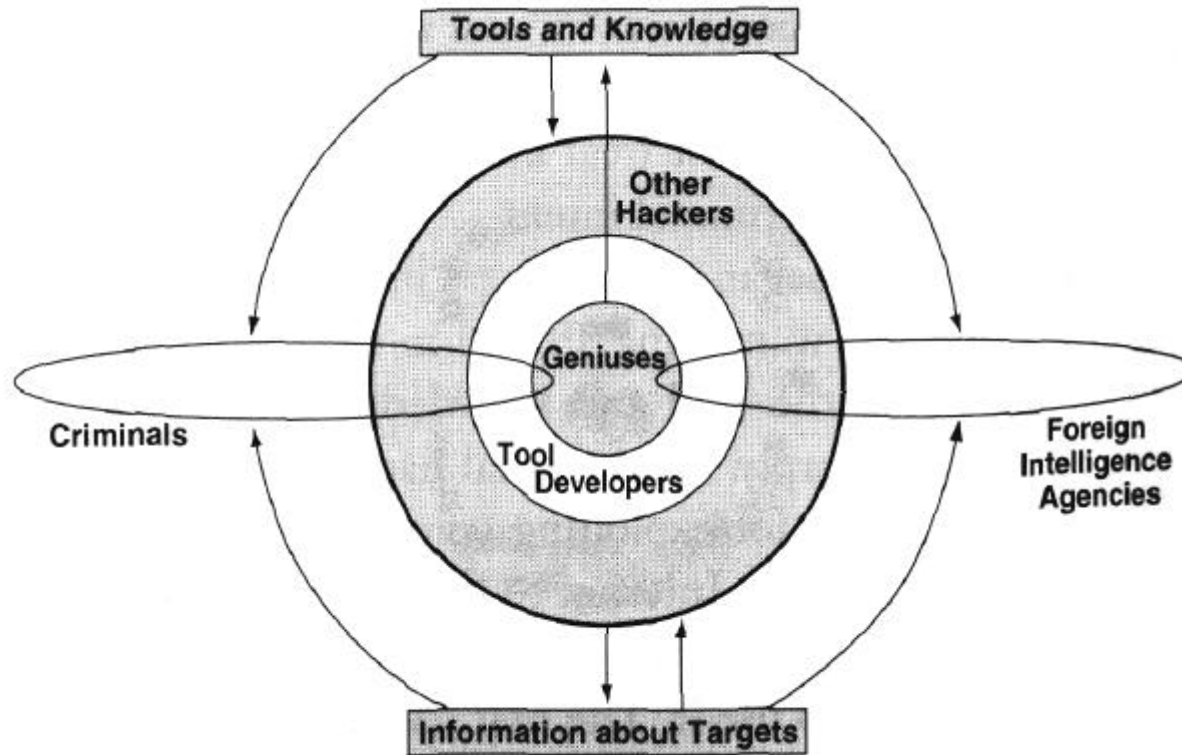 Tools and Knowledge
Other
Hackers
Geniuses
Criminals
Tool
Developers
Foreign
Intelligence
Agencies
Information about Targets